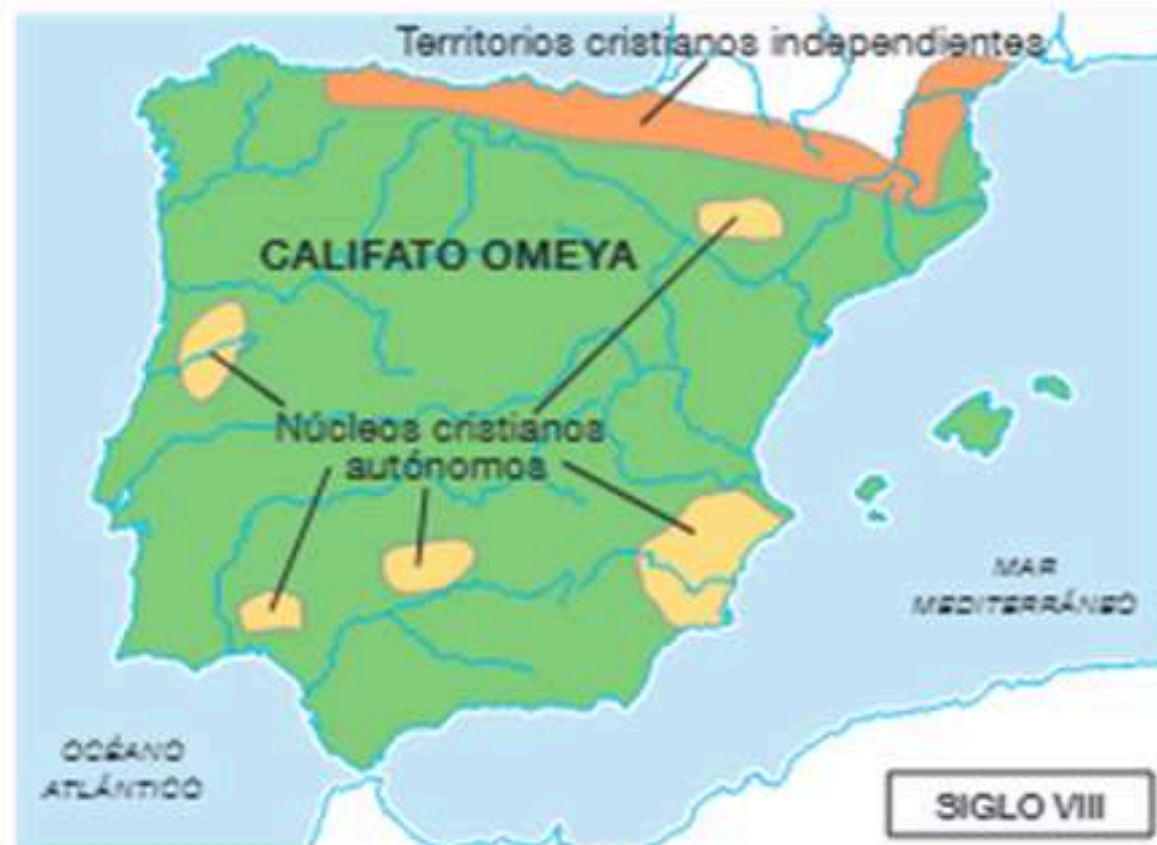 Territorios cristianos independientes
CALIFATO OMEYA
Núcleos cristianos
autónomos
MAR
MEDITERRÁNEO
OCÉANO
ATLÁNTICO
SIGLO VIII